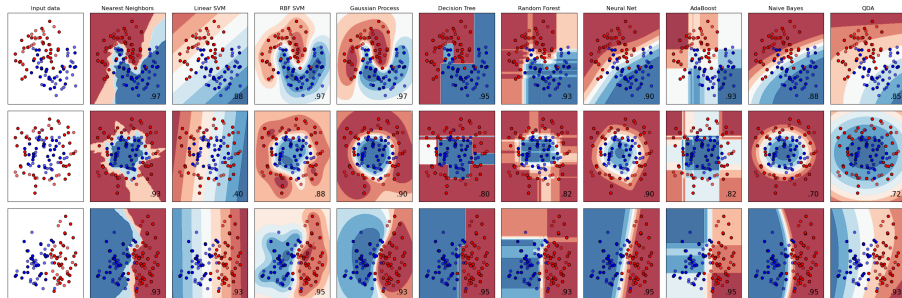 Input data Nearest Neighbors Linear SVM RBF SVM Gaussian Process Decision Tree Random Forest Neural Net AdaBoost Naive Bayes QDA
.97 .88 .97 .97 .95 .93 .90 .93 .88 .85
.93 .40 .88 .90 .80 .82 .90 .82 .70 .72
.93 .93 .95 .93 .95 .93 .95 .95 .95 .93